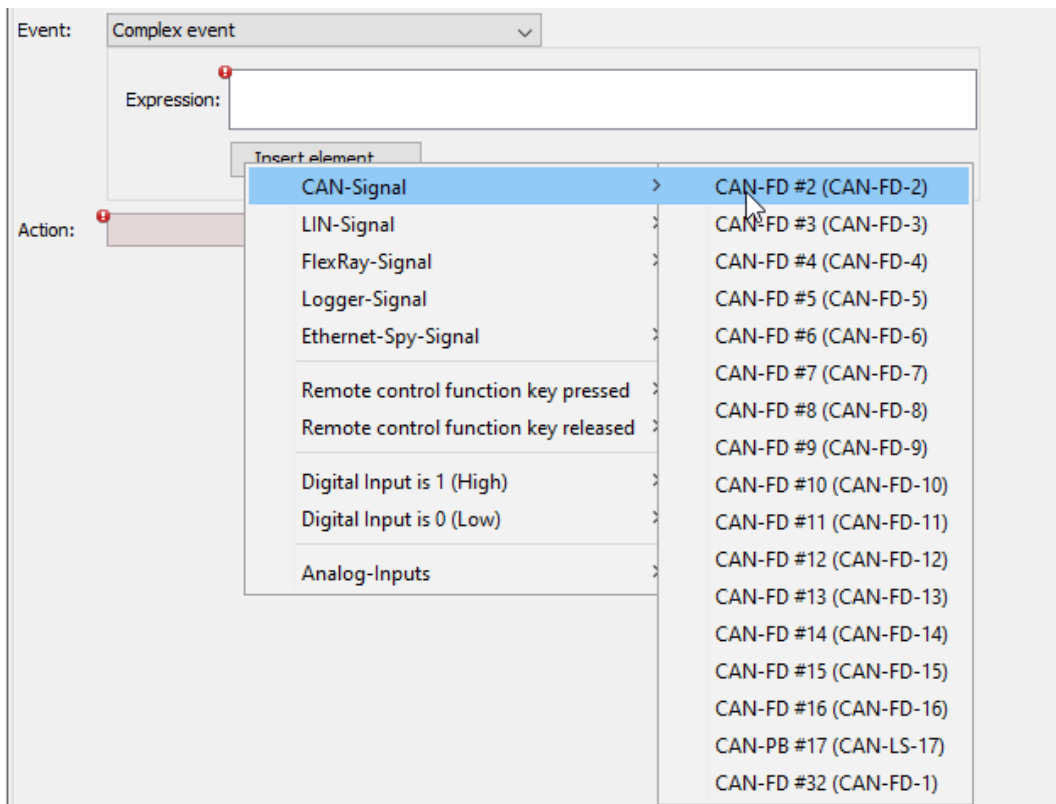 Event: Complex event
Expression:
Insert element
CAN-Signal
LIN-Signal
FlexRay-Signal
Logger-Signal
Ethernet-Spy-Signal
Remote control function key pressed
Remote control function key released
Digital Input is 1 (High)
Digital Input is 0 (Low)
Analog-Inputs
CAN-FD #2 (CAN-FD-2)
CAN-FD #3 (CAN-FD-3)
CAN-FD #4 (CAN-FD-4)
CAN-FD #5 (CAN-FD-5)
CAN-FD #6 (CAN-FD-6)
CAN-FD #7 (CAN-FD-7)
CAN-FD #8 (CAN-FD-8)
CAN-FD #9 (CAN-FD-9)
CAN-FD #10 (CAN-FD-10)
CAN-FD #11 (CAN-FD-11)
CAN-FD #12 (CAN-FD-12)
CAN-FD #13 (CAN-FD-13)
CAN-FD #14 (CAN-FD-14)
CAN-FD #15 (CAN-FD-15)
CAN-FD #16 (CAN-FD-16)
CAN-PB #17 (CAN-LS-17)
CAN-FD #32 (CAN-FD-1)
Action: